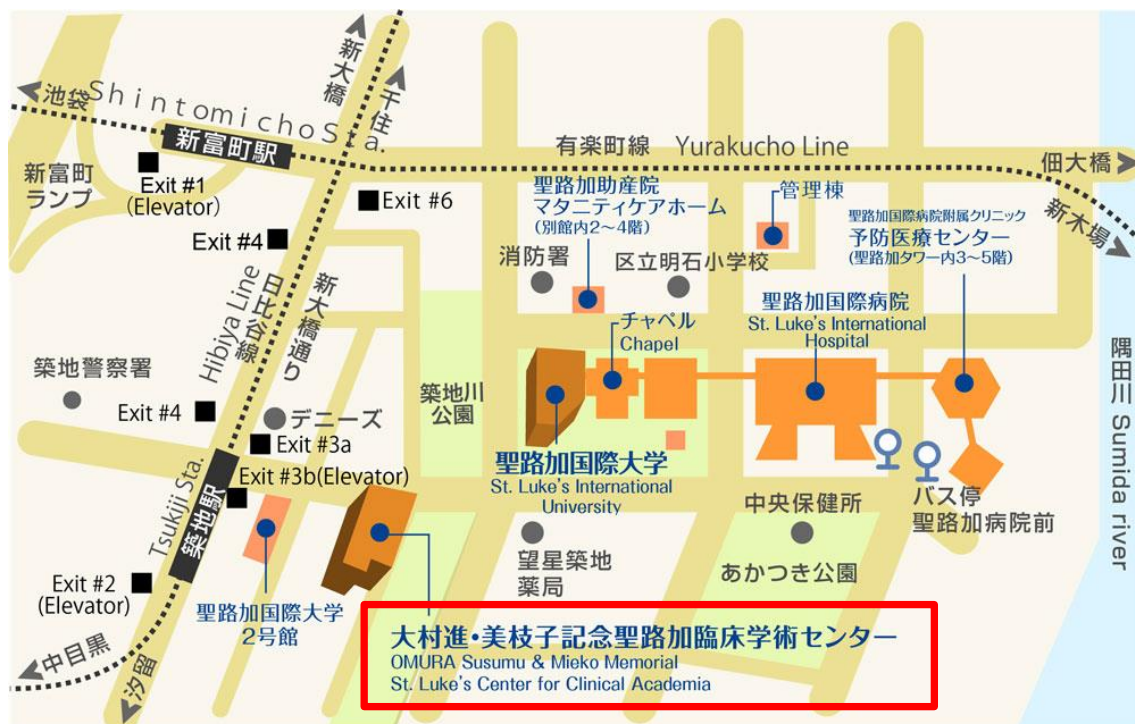 新大橋
千住
池袋
Shintomicho Sta.
新富町駅
有楽町線 Yurakucho Line
佃大橋
新木場
新富町
ランプ
Exit #1
(Elevator)
Exit #6
Exit #4
聖路加助産院
マタニティケアホーム
(別館内2~4階)
管理棟
聖路加国際病院附属クリニック
予防医療センター
(聖路加タワー内3~5階)
消防署
区立明石小学校
Hibiya Line
日比谷線
新大橋通り
チャペル
Chapel
聖路加国際病院
St. Luke's International
Hospital
築地警察署
Exit #4
デニーズ
Exit #3a
Exit #3b(Elevator)
築地川
公園
聖路加国際大学
St. Luke's International
University
隅田川 Sumida river
Tsukiji Sta.
築地駅
中央保健所
バス停
聖路加病院前
望星築地
薬局
あかつき公園
Exit #2
(Elevator)
聖路加国際大学
2号館
大村進・美枝子記念聖路加臨床学術センター
OMURA Susumu & Mieko Memorial
St. Luke's Center for Clinical Academia
中目黒
汐留